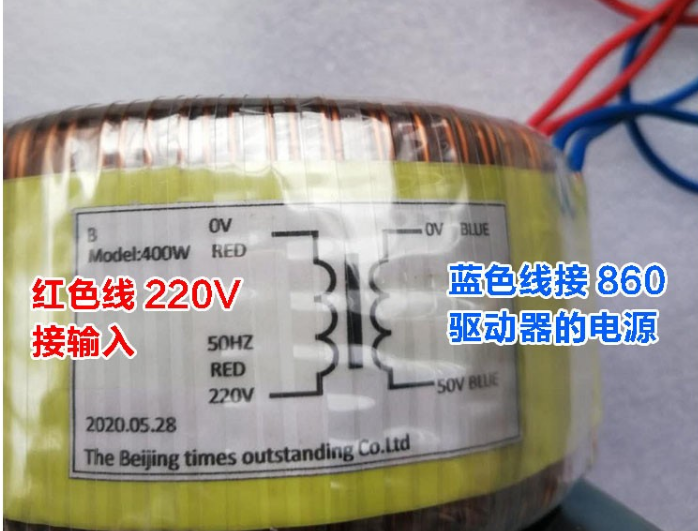 B
Model:400W
0V
RED
50HZ
RED
220V
0V BLUE
50V BLUE
红色线 220V
接输入
蓝色线接 860
驱动器的电源
2020.05.28
The Beijing times outstanding Co.Ltd